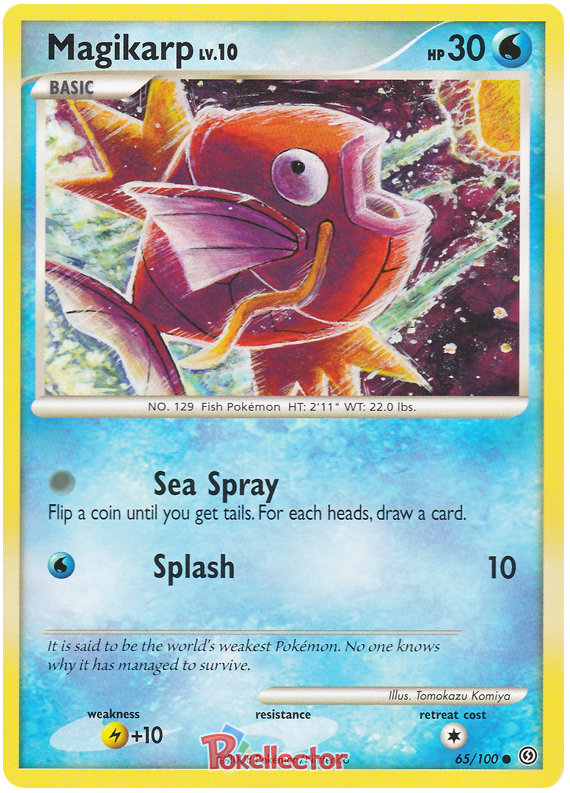 Magikarp LV.10
HP 30
BASIC
NO. 129 Fish Pokémon HT: 2'11" WT: 22.0 lbs.
Sea Spray
Flip a coin until you get tails. For each heads, draw a card.
Splash 10
It is said to be the world's weakest Pokémon. No one knows
why it has managed to survive.
Illus. Tomokazu Komiya
weakness resistance retreat cost
+10
Pokellector
65/100